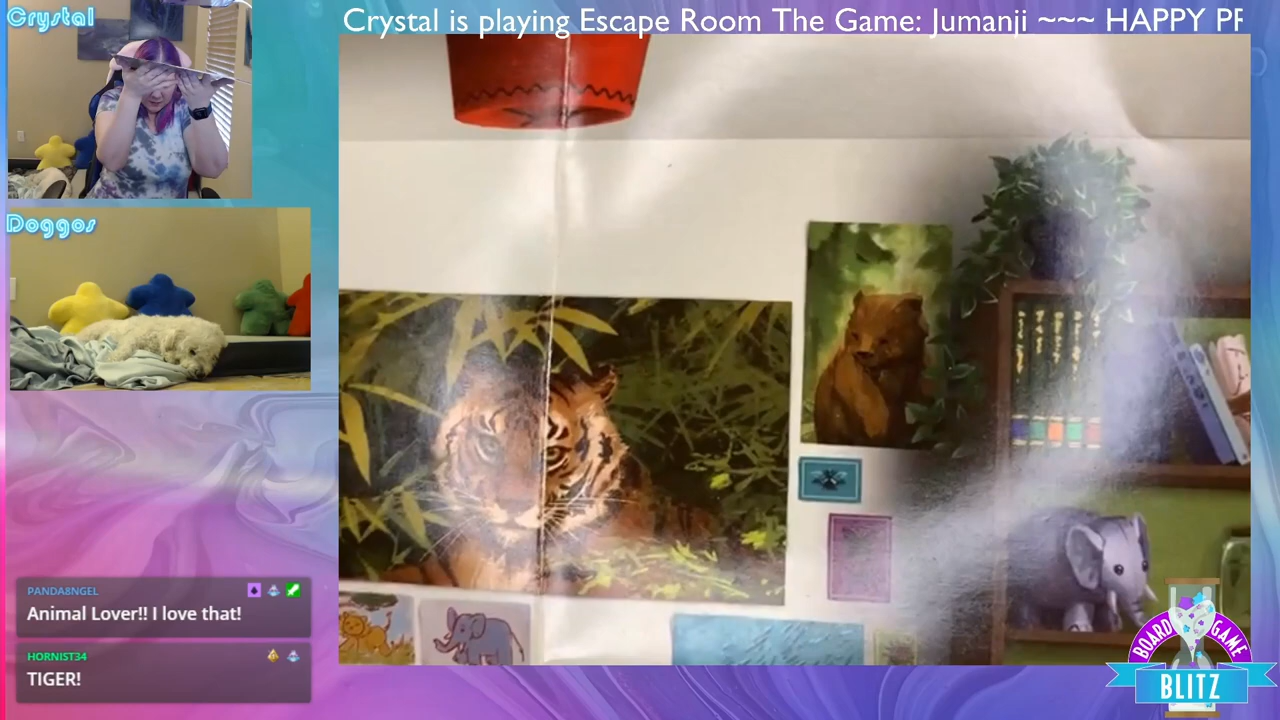 Crystal
Crystal is playing Escape Room The Game: Jumanji ~~~ HAPPY PR
Doggos
PANDA8NGEL
Animal Lover!! I love that!
HORNIST34
TIGER!
BOARD GAME
BLITZ